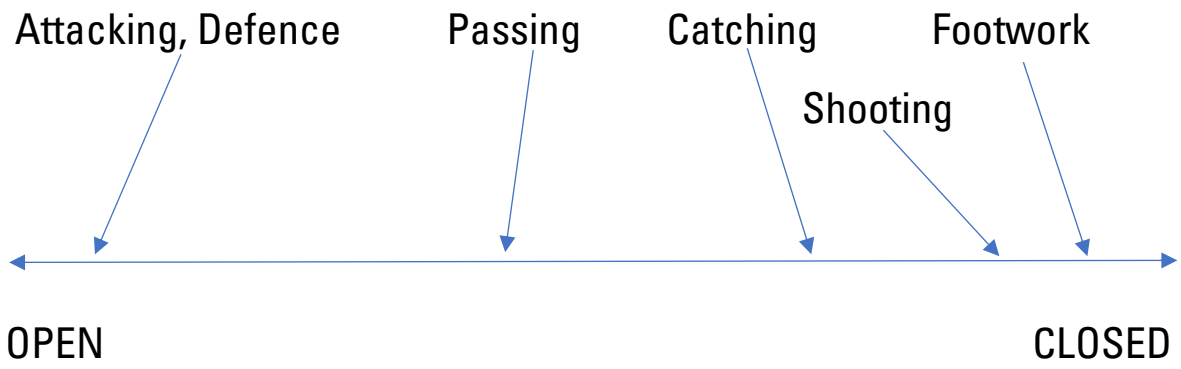 Attacking, Defence Passing Catching Footwork
Shooting
OPEN CLOSED